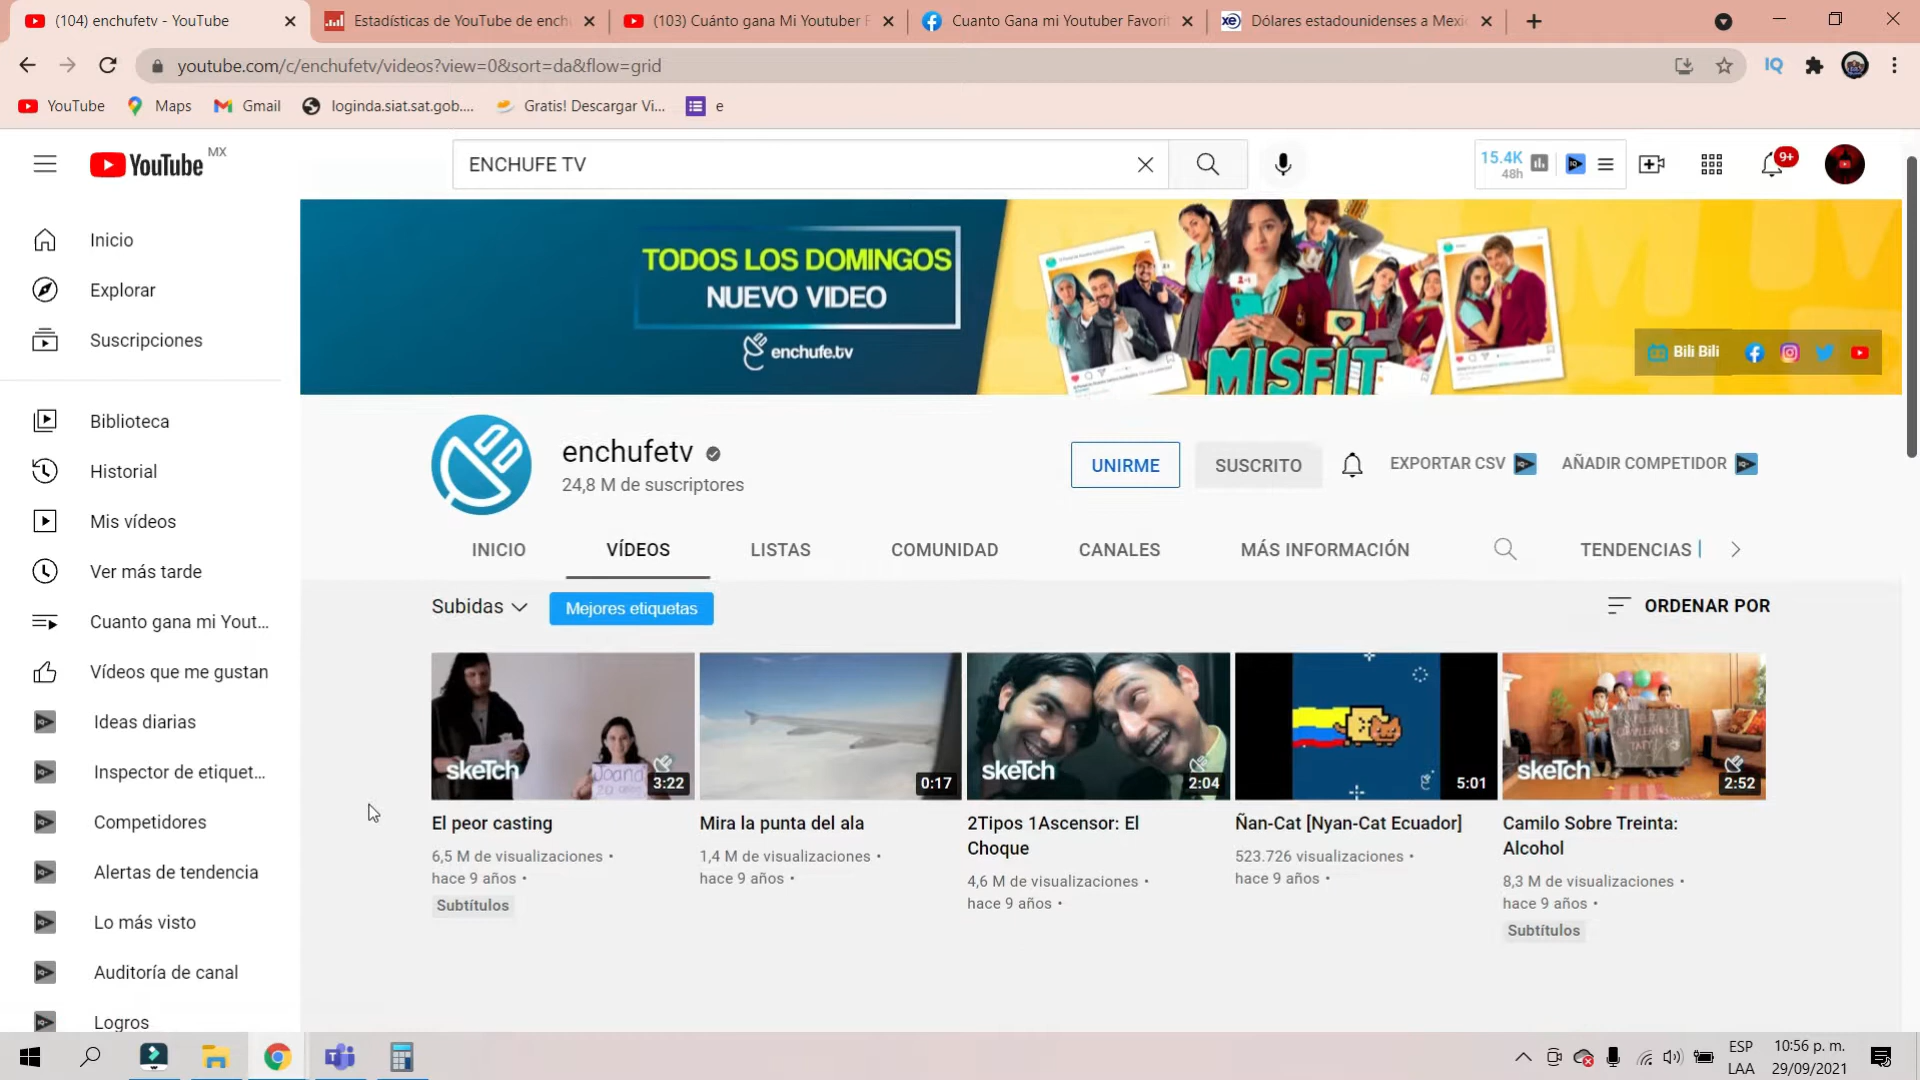 (104) enchufetv - YouTube
Estadísticas de YouTube de ench
(103) Cuánto gana Mi Youtuber F
Cuanto Gana mi Youtuber Favorit
Dólares estadounidenses a Mexi
youtube.com/c/enchufetv/videos?view=0&sort=da&flow=grid
YouTube
Maps
Gmail
loginda.siat.sat.gob....
Gratis! Descargar Vi...
e
YouTube MX
ENCHUFE TV
15.4K
48h
9+
Inicio
Explorar
Suscripciones
Biblioteca
Historial
Mis vídeos
Ver más tarde
Cuanto gana mi Yout...
Vídeos que me gustan
Ideas diarias
Inspector de etiquet...
Competidores
Alertas de tendencia
Lo más visto
Auditoría de canal
Logros
TODOS LOS DOMINGOS
NUEVO VIDEO
enchufe.tv
MISFIT
Bili Bili
enchufetv
24,8 M de suscriptores
UNIRME
SUSCRITO
EXPORTAR CSV
AÑADIR COMPETIDOR
INICIO
VÍDEOS
LISTAS
COMUNIDAD
CANALES
MÁS INFORMACIÓN
TENDENCIAS
Subidas
Mejores etiquetas
ORDENAR POR
skeTch
Joana
20 años
3:22
El peor casting
6,5 M de visualizaciones •
hace 9 años •
Subtítulos
0:17
Mira la punta del ala
1,4 M de visualizaciones •
hace 9 años •
skeTch
2:04
2Tipos 1Ascensor: El
Choque
4,6 M de visualizaciones •
hace 9 años •
5:01
Ñan-Cat [Nyan-Cat Ecuador]
523.726 visualizaciones •
hace 9 años •
skeTch
2:52
Camilo Sobre Treinta:
Alcohol
8,3 M de visualizaciones •
hace 9 años •
Subtítulos
ESP
LAA
10:56 p. m.
29/09/2021